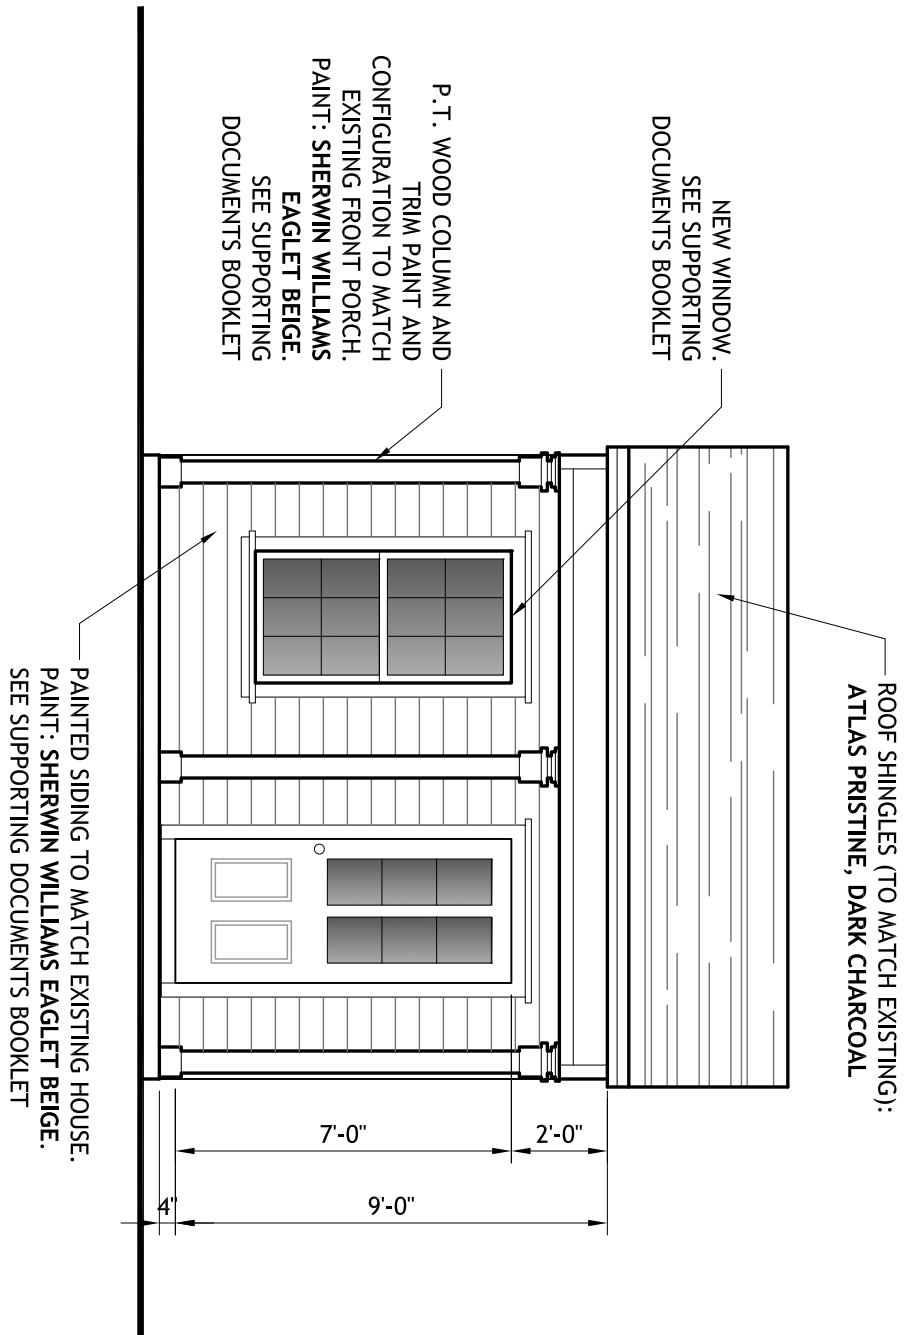 NEW WINDOW.
SEE SUPPORTING
DOCUMENTS BOOKLET
P.T. WOOD COLUMN AND
TRIM PAINT AND
CONFIGURATION TO MATCH
EXISTING FRONT PORCH.
PAINT: SHERWIN WILLIAMS
EAGLET BEIGE.
SEE SUPPORTING
DOCUMENTS BOOKLET
ROOF SHINGLES (TO MATCH EXISTING):
ATLAS PRISTINE, DARK CHARCOAL
2'-0"
7'-0"
9'-0"
4"
PAINTED SIDING TO MATCH EXISTING HOUSE.
PAINT: SHERWIN WILLIAMS EAGLET BEIGE.
SEE SUPPORTING DOCUMENTS BOOKLET